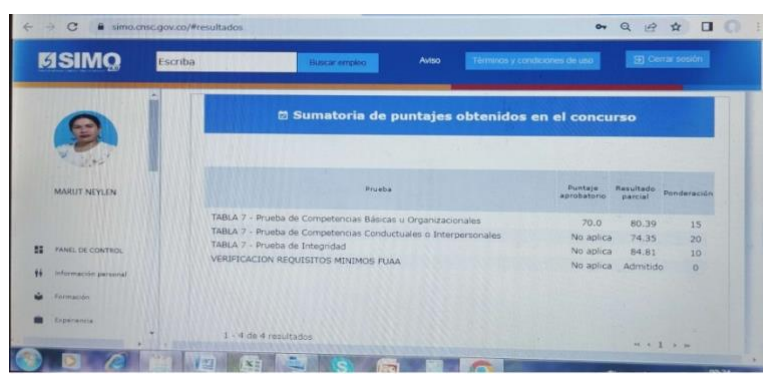 simo.cnsc.gov.co/#resultados
SIMO
Escriba
Buscar empleo
Aviso
Términos y condiciones de uso
Cerrar sesión
Sumatoria de puntajes obtenidos en el concurso
MARUT NEYLEN
PANEL DE CONTROL
Información personal
Formación
Experiencia
Prueba Puntaje aprobatorio Resultado parcial Ponderación
TABLA 7 - Prueba de Competencias Básicas u Organizacionales 70.0 80.39 15
TABLA 7 - Prueba de Competencias Conductuales o Interpersonales No aplica 74.35 20
TABLA 7 - Prueba de Integridad No aplica 84.81 10
VERIFICACION REQUISITOS MINIMOS FUAA No aplica Admitido 0
1 - 4 de 4 resultados
« ‹ 1 › »